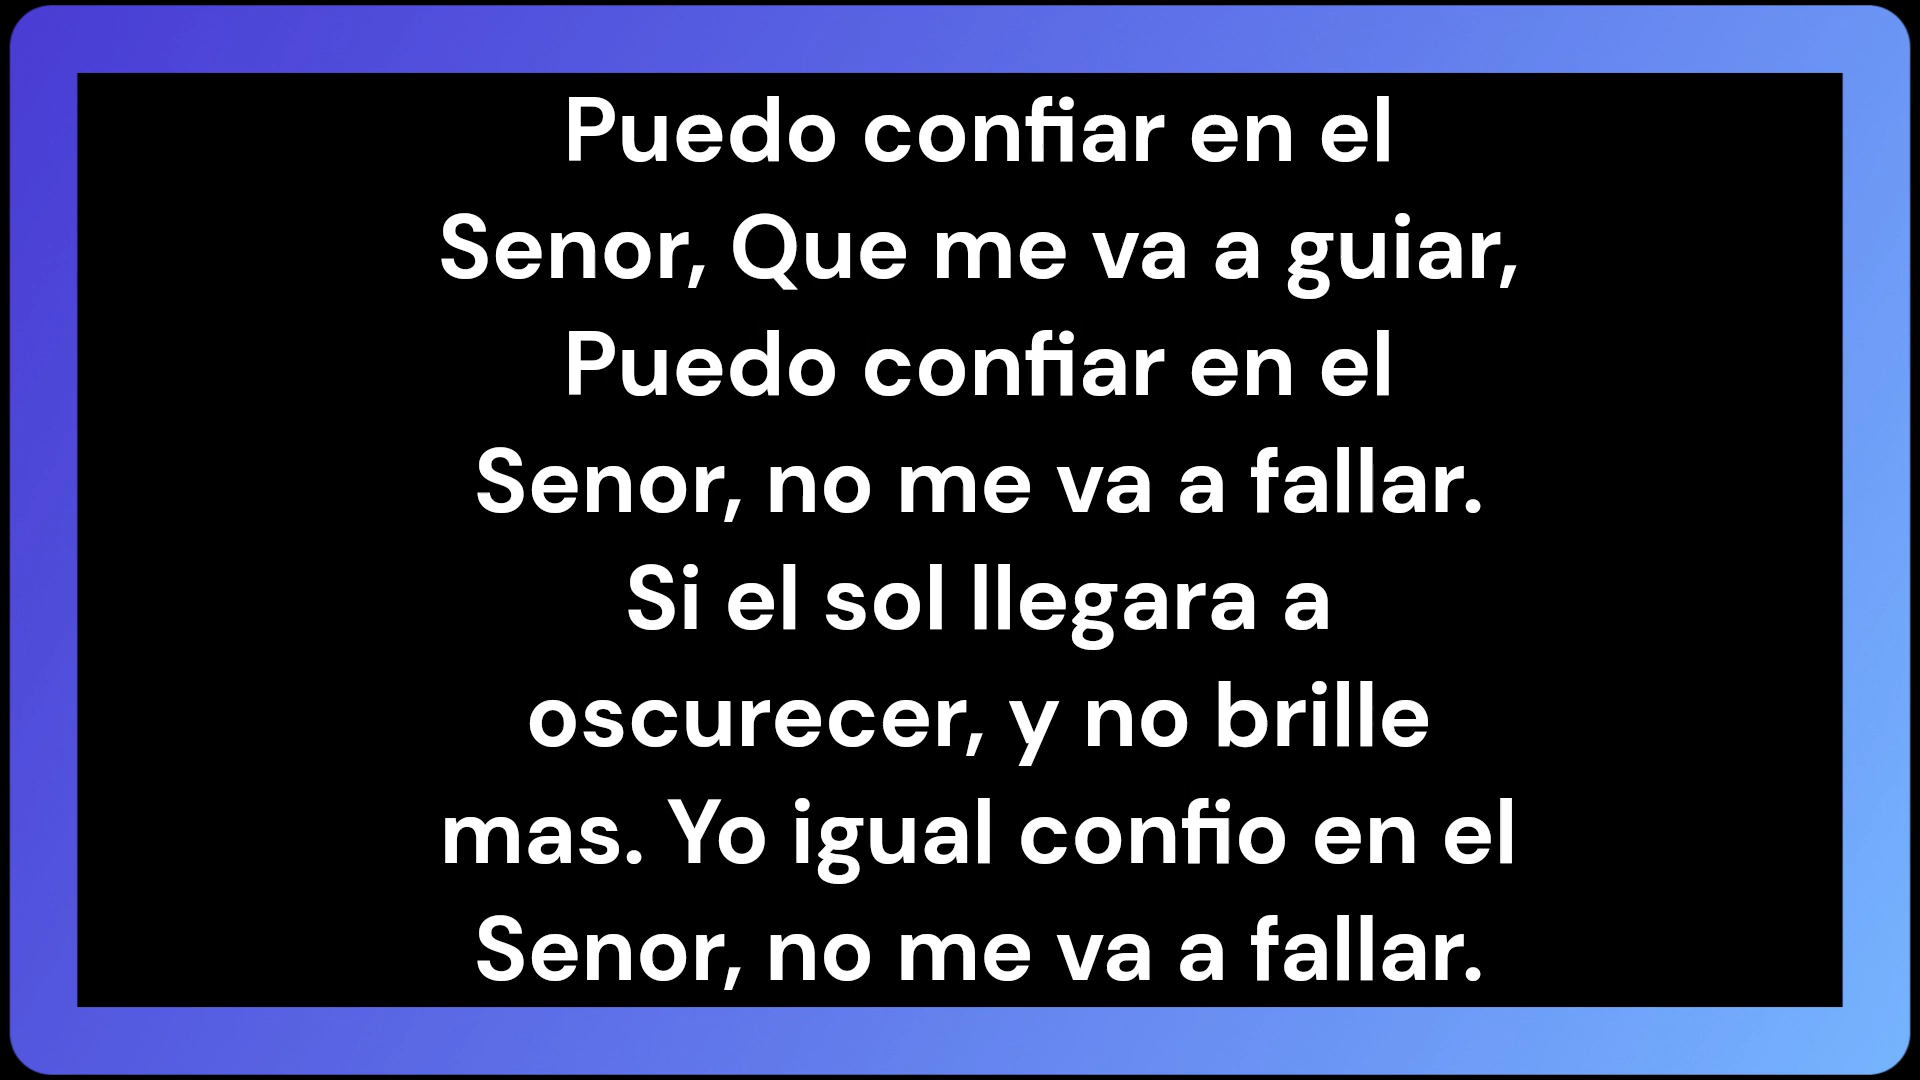 Puedo confiar en el
Senor, Que me va a guiar,
Puedo confiar en el
Senor, no me va a fallar.
Si el sol llegara a
oscurecer, y no brille
mas. Yo igual confio en el
Senor, no me va a fallar.